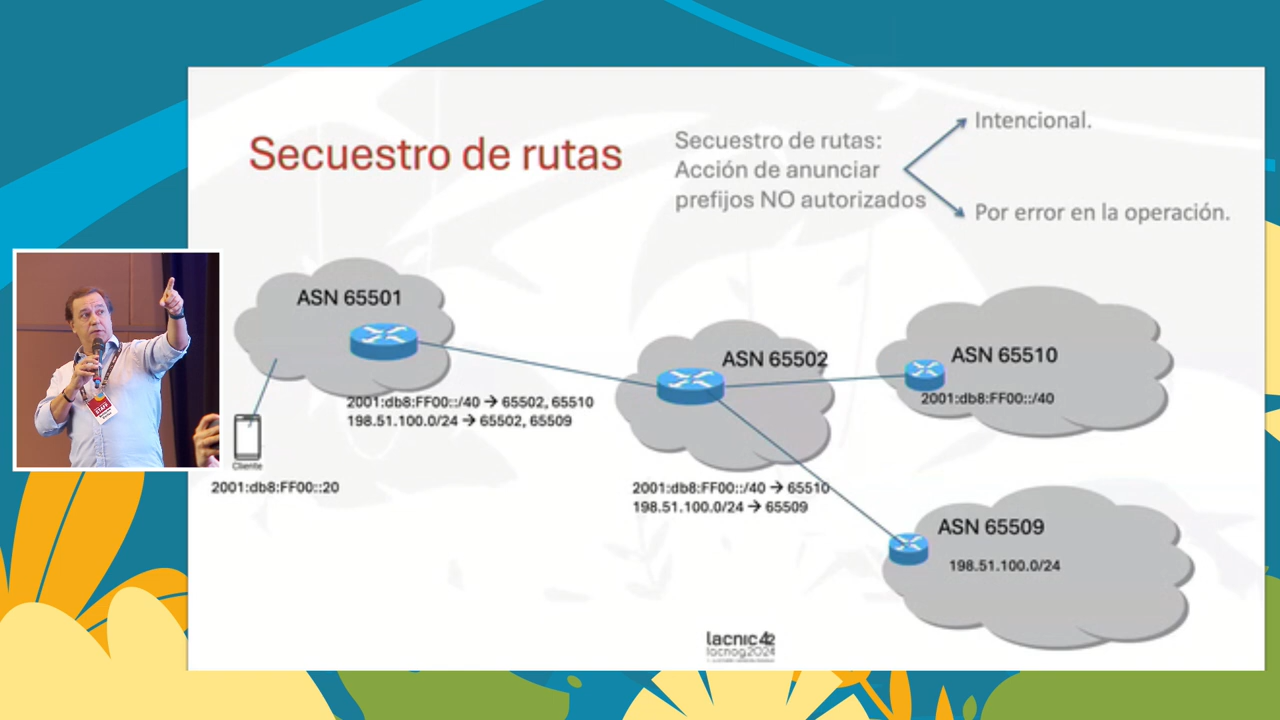 Secuestro de rutas
Secuestro de rutas:
Acción de anunciar
prefijos NO autorizados
Intencional.
Por error en la operación.
ASN 65501
2001:db8:FF00::/40 → 65502, 65510
198.51.100.0/24 → 65502, 65509
Cliente
2001:db8:FF00::20
ASN 65502
2001:db8:FF00::/40 → 65510
198.51.100.0/24 → 65509
ASN 65510
2001:db8:FF00::/40
ASN 65509
198.51.100.0/24
STAFF
lacnic42
lacnog2024